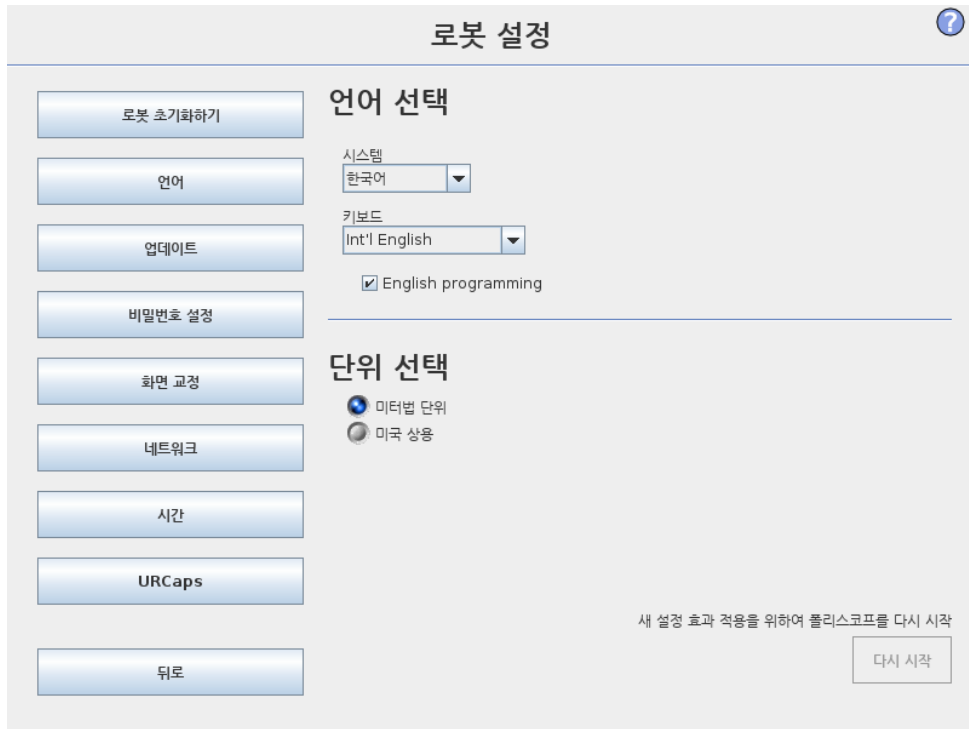 로봇 설정
?
로봇 초기화하기
언어
업데이트
비밀번호 설정
화면 교정
네트워크
시간
URCaps
뒤로
언어 선택
시스템
한국어
키보드
Int'l English
English programming
단위 선택
미터법 단위
미국 상용
새 설정 효과 적용을 위하여 폴리스코프를 다시 시작
다시 시작